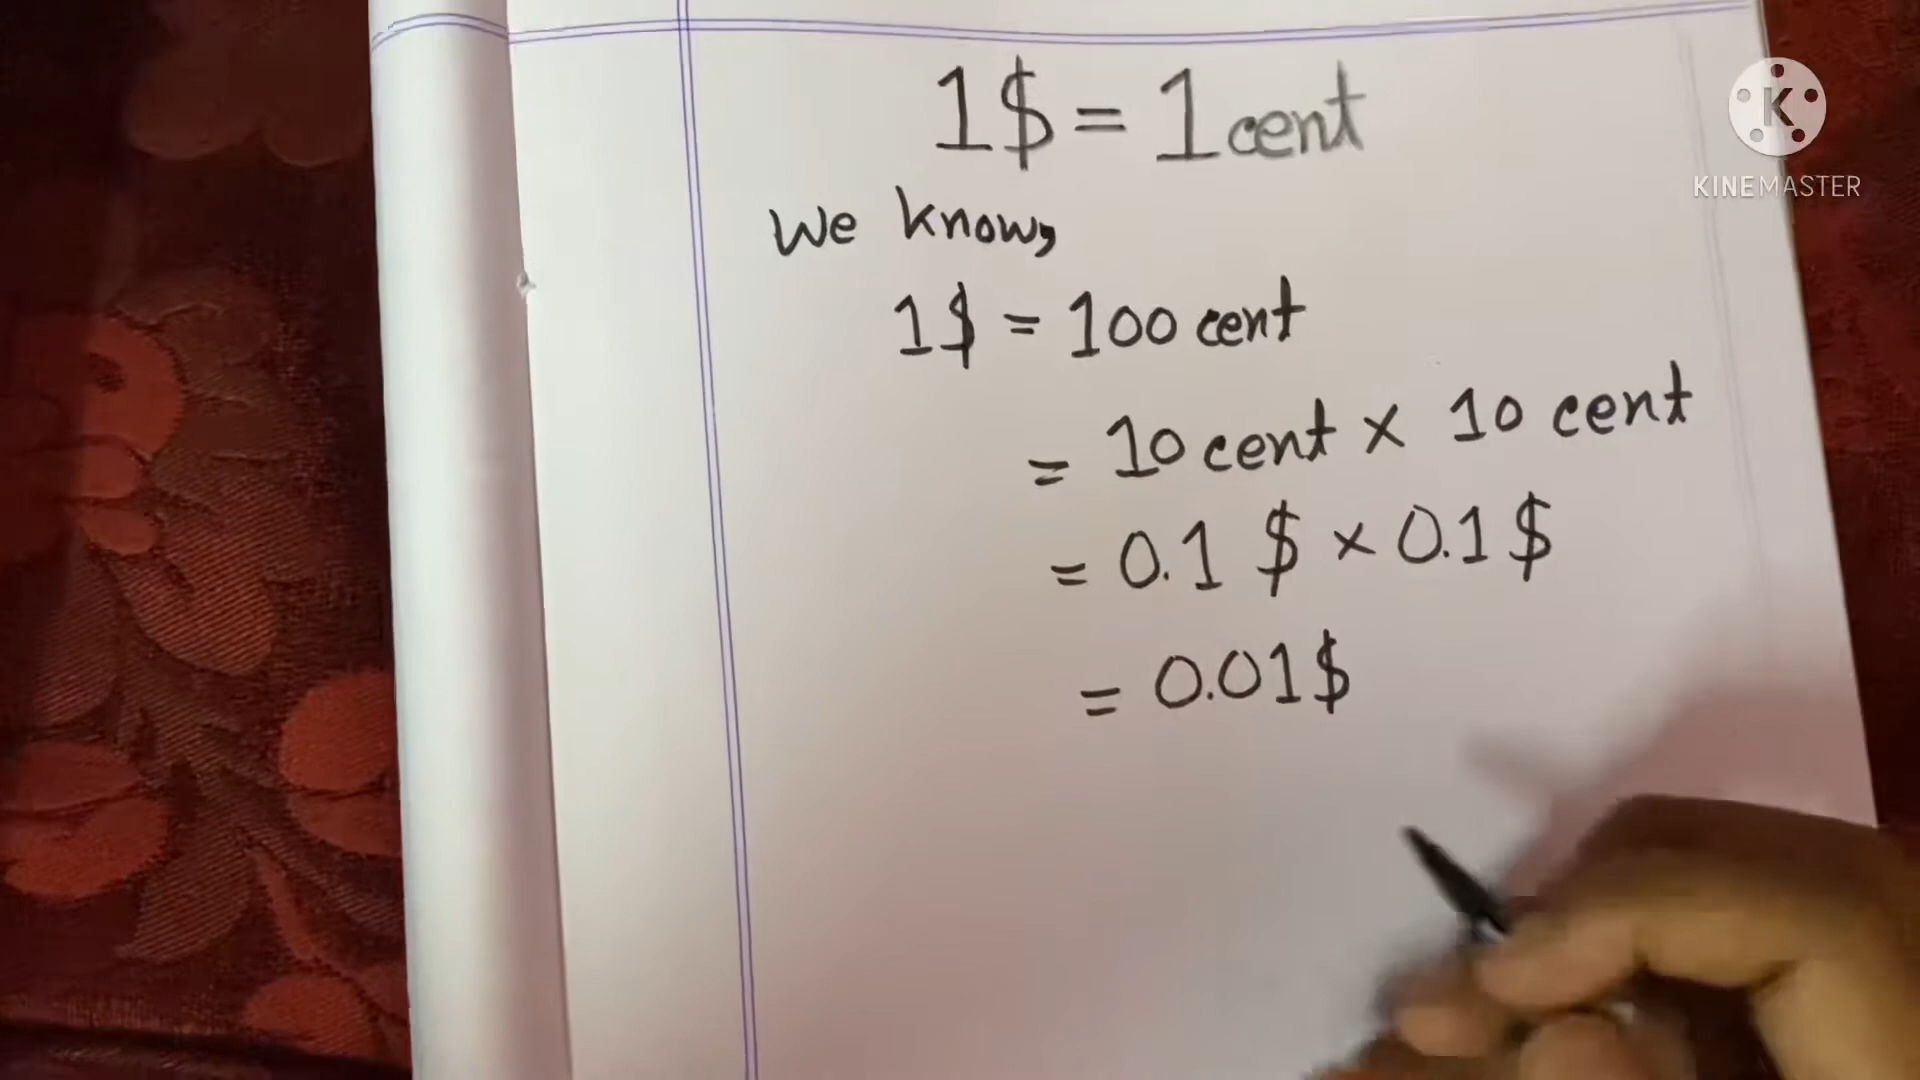 1$ = 1 cent
K
KINEMASTER
We know,
1$ = 100 cent
= 10 cent × 10 cent
= 0.1 $ × 0.1 $
= 0.01 $